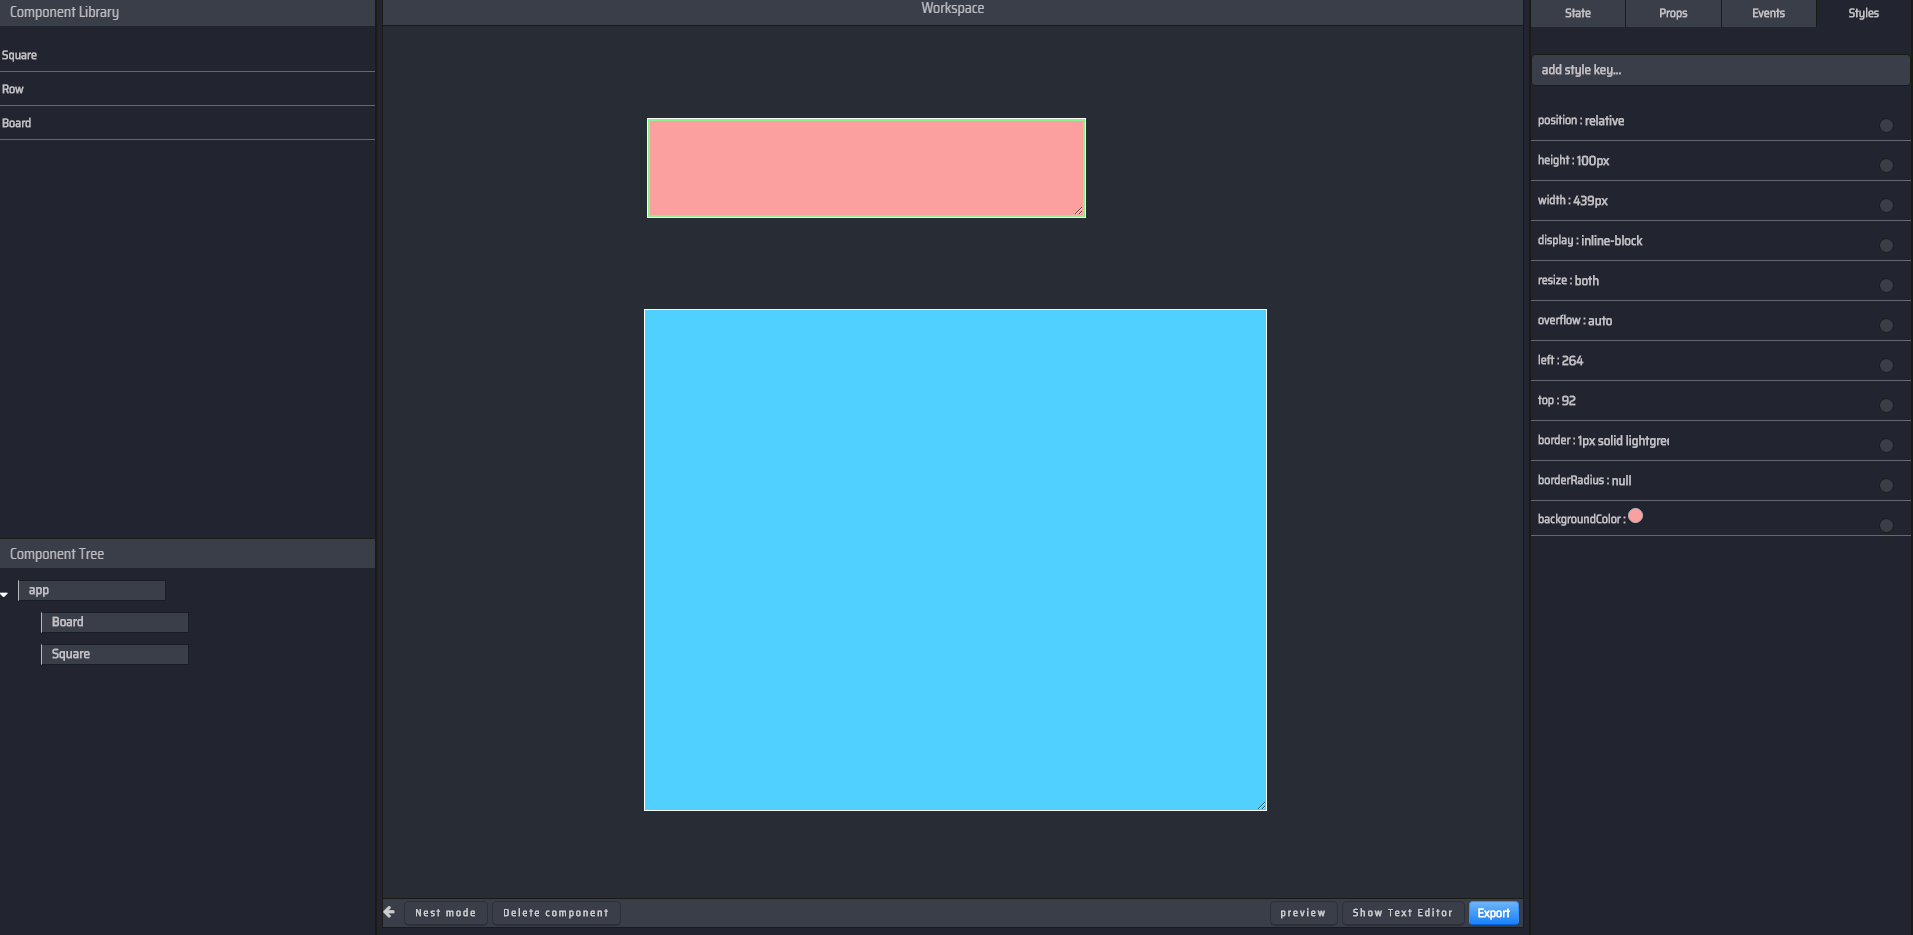 Component Library
Square
Row
Board
Component Tree
app
Board
Square
Workspace
Nest mode
Delete component
preview
Show Text Editor
Export
State
Props
Events
Styles
add style key...
position : relative
height : 100px
width : 439px
display : inline-block
resize : both
overflow : auto
left : 264
top : 92
border : 1px solid lightgree
borderRadius : null
backgroundColor :